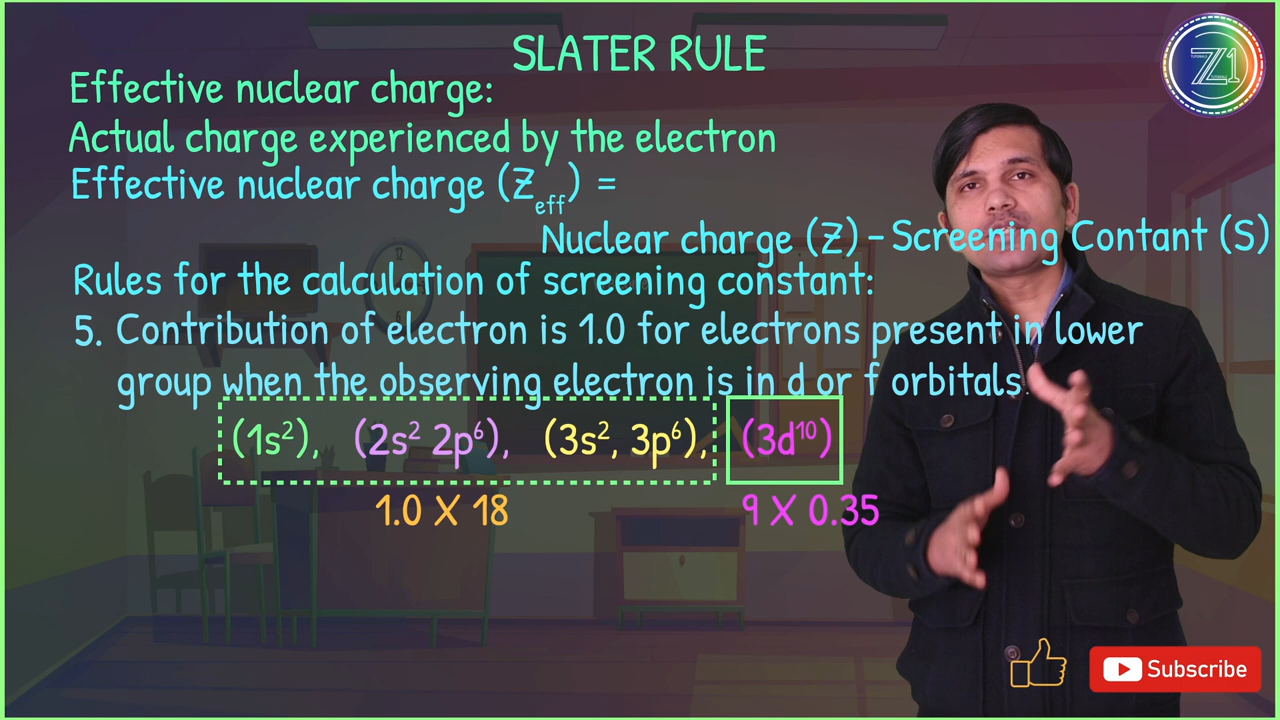 SLATER RULE
Effective nuclear charge:
Actual charge experienced by the electron
Effective nuclear charge (Zeff) =
Nuclear charge (Z) – Screening Contant (S)
Rules for the calculation of screening constant:
5. Contribution of electron is 1.0 for electrons present in lower
group when the observing electron is in d or f orbitals.
(1s²), (2s² 2p⁶), (3s², 3p⁶), (3d¹⁰)
1.0 X 18 9 X 0.35
Subscribe